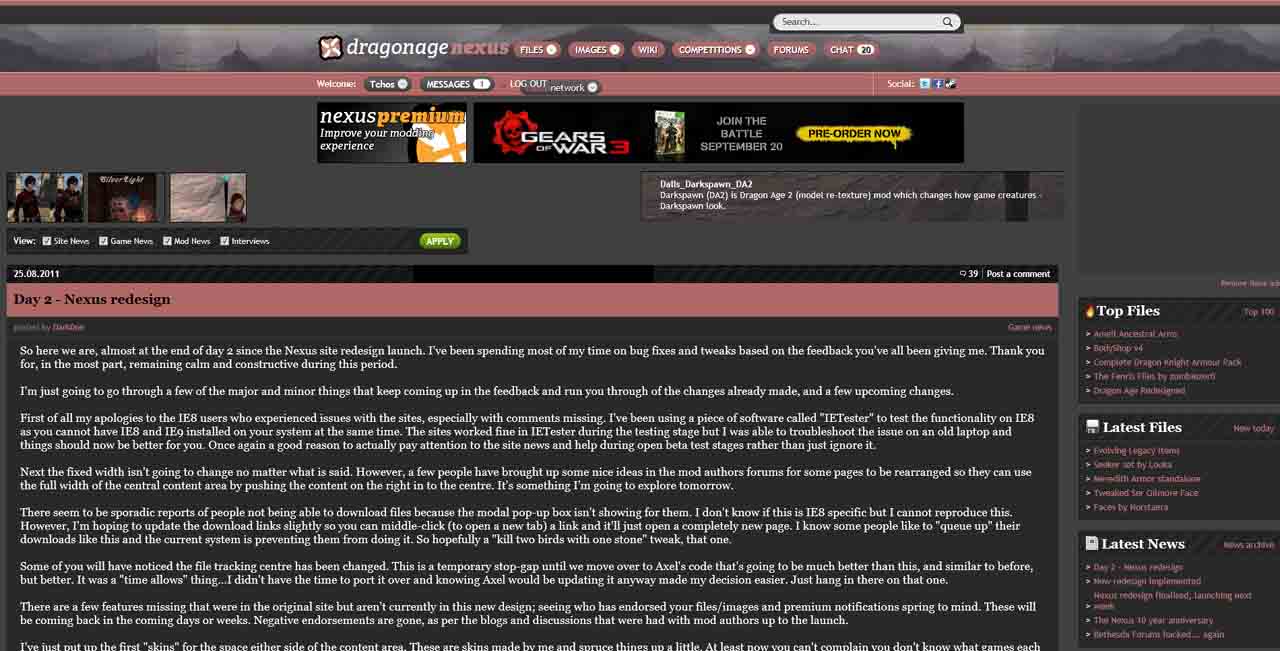 Search...
dragonage nexus FILES IMAGES WIKI COMPETITIONS FORUMS CHAT 20
Welcome: Tchos MESSAGES 1 LOG OUT network Social:
nexus premium
Improve your modding
experience
GEARS OF WAR 3
JOIN THE
BATTLE
SEPTEMBER 20
PRE-ORDER NOW
SilverLight
Dalls_Darkspawn_DA2
Darkspawn (DA2) is Dragon Age 2 (model re-texture) mod which changes how game creatures -
Darkspawn look.
View: Site News Game News Mod News Interviews APPLY
25.08.2011 39 Post a comment
Day 2 - Nexus redesign
posted by DarkOne Game news
So here we are, almost at the end of day 2 since the Nexus site redesign launch. I've been spending most of my time on bug fixes and tweaks based on the feedback you've all been giving me. Thank you
for, in the most part, remaining calm and constructive during this period.
I'm just going to go through a few of the major and minor things that keep coming up in the feedback and run you through of the changes already made, and a few upcoming changes.
First of all my apologies to the IE8 users who experienced issues with the sites, especially with comments missing. I've been using a piece of software called "IETester" to test the functionality on IE8
as you cannot have IE8 and IE9 installed on your system at the same time. The sites worked fine in IETester during the testing stage but I was able to troubleshoot the issue on an old laptop and
things should now be better for you. Once again a good reason to actually pay attention to the site news and help during open beta test stages rather than just ignore it.
Next the fixed width isn't going to change no matter what is said. However, a few people have brought up some nice ideas in the mod authors forums for some pages to be rearranged so they can use
the full width of the central content area by pushing the content on the right in to the centre. It's something I'm going to explore tomorrow.
There seem to be sporadic reports of people not being able to download files because the modal pop-up box isn't showing for them. I don't know if this is IE8 specific but I cannot reproduce this.
However, I'm hoping to update the download links slightly so you can middle-click (to open a new tab) a link and it'll just open a completely new page. I know some people like to "queue up" their
downloads like this and the current system is preventing them from doing it. So hopefully a "kill two birds with one stone" tweak, that one.
Some of you will have noticed the file tracking centre has been changed. This is a temporary stop-gap until we move over to Axel's code that's going to be much better than this, and similar to before,
but better. It was a "time allows" thing...I didn't have the time to port it over and knowing Axel would be updating it anyway made my decision easier. Just hang in there on that one.
There are a few features missing that were in the original site but aren't currently in this new design; seeing who has endorsed your files/images and premium notifications spring to mind. These will
be coming back in the coming days or weeks. Negative endorsements are gone, as per the blogs and discussions that were had with mod authors up to the launch.
I've just put up the first "skins" for the space either side of the content area. These are skins made by me and spruce things up a little. At least now you can't complain you don't know what games each
Remove these ads
Top Files Top 100
> Amell Ancestral Arms
> BodyShop v4
> Complete Dragon Knight Armour Pack
> The Fenris Files by
> Dragon Age Redesigned
Latest Files New today
> Evolving Legacy Items
> Seeker set by Looka
> Meredith Armor standalone
> Tweaked Ser Gilmore Face
> Faces by Horstarra
Latest News News archive
> Day 2 - Nexus redesign
> New redesign implemented
Nexus redesign finalised, launching next
> week
> The Nexus 10 year anniversary
> Bethesda Forums hacked.... again